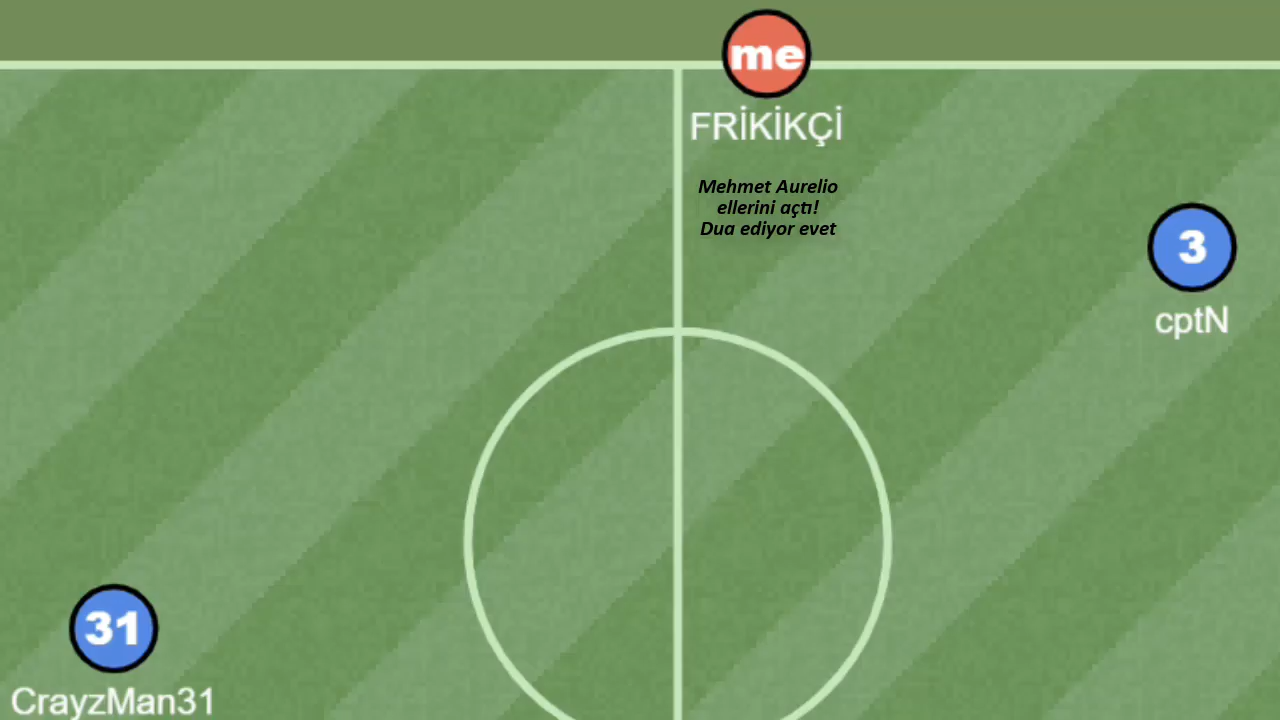 me
FRİKİKÇİ
Mehmet Aurelio
ellerini açtı!
Dua ediyor evet
3
cptN
31
CrayzMan31